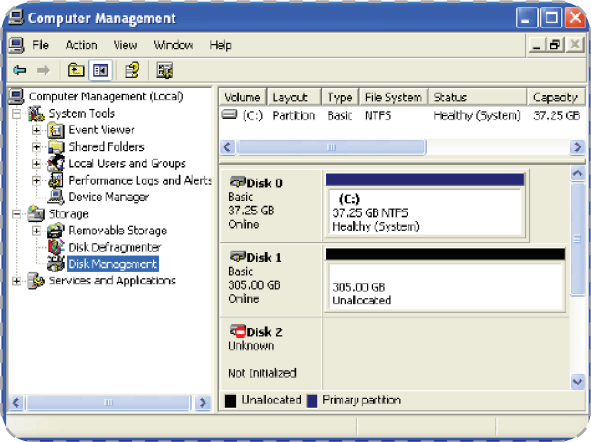 Computer Management
File Action View Window Help
Computer Management (Local)
System Tools
Event Viewer
Shared Folders
Local Users and Groups
Performance Logs and Alerts
Device Manager
Storage
Removable Storage
Disk Defragmenter
Disk Management
Services and Applications
Volume Layout Type File System Status Capacity
(C:) Partition Basic NTFS Healthy (System) 37.25 GB
Disk 0
Basic
37.25 GB
Online
(C:)
37.25 GB NTFS
Healthy (System)
Disk 1
Basic
305.00 GB
Online
305.00 GB
Unallocated
Disk 2
Unknown
Not Initialized
Unallocated Primary partition